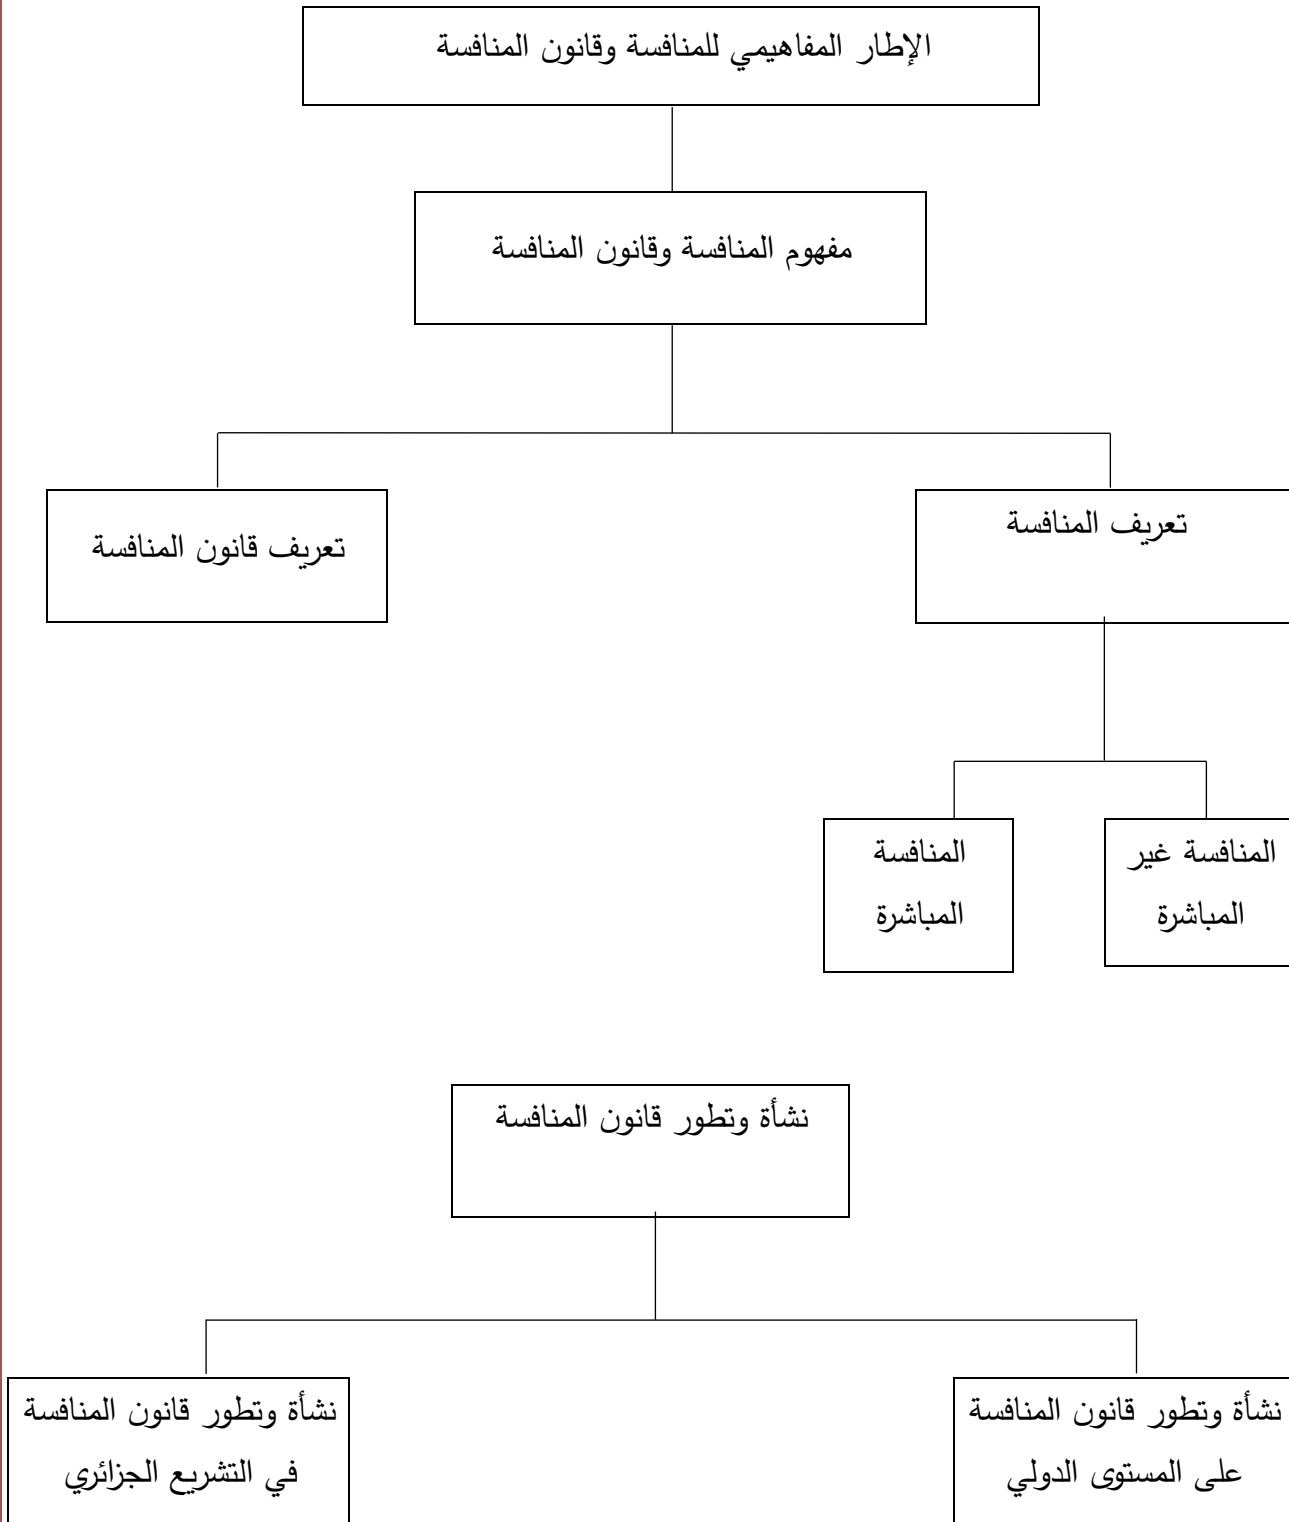 الإطار المفاهيمي للمنافسة وقانون المنافسة
مفهوم المنافسة وقانون المنافسة
تعريف المنافسة
تعريف قانون المنافسة
المنافسة غير
المباشرة
المنافسة
المباشرة
نشأة وتطور قانون المنافسة
نشأة وتطور قانون المنافسة
على المستوى الدولي
نشأة وتطور قانون المنافسة
في التشريع الجزائري